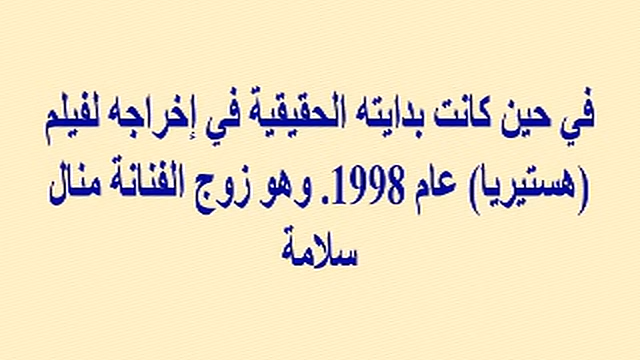 في حين كانت بدايته الحقيقية في إخراجه لفيلم
(هستيريا) عام 1998. وهو زوج الفنانة منال
سلامة